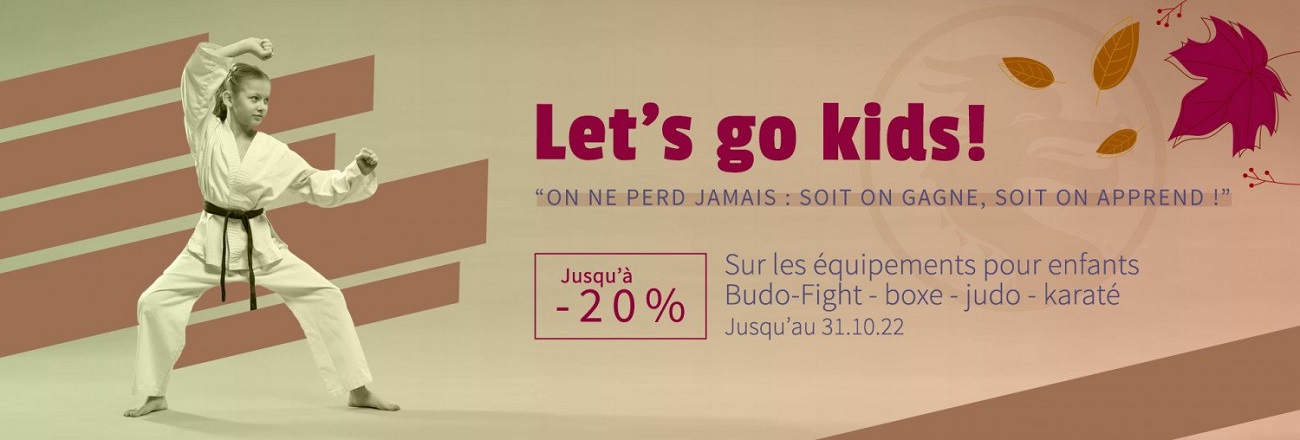 Let's go kids!
“ON NE PERD JAMAIS : SOIT ON GAGNE, SOIT ON APPREND !”
Jusqu'à
-20%
Sur les équipements pour enfants
Budo-Fight - boxe - judo - karaté
Jusqu'au 31.10.22